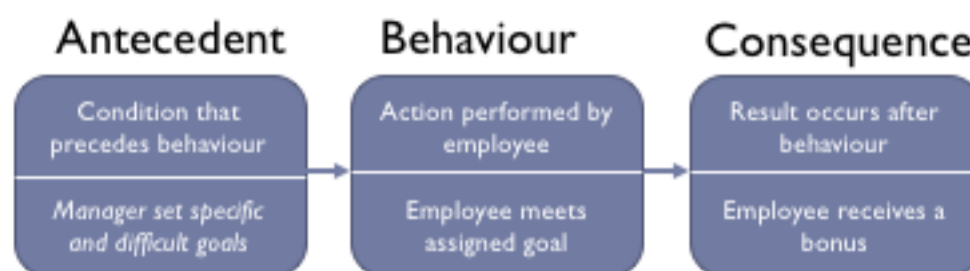 Antecedent
Condition that
precedes behaviour
Manager set specific
and difficult goals
Behaviour
Action performed by
employee
Employee meets
assigned goal
Consequence
Result occurs after
behaviour
Employee receives a
bonus